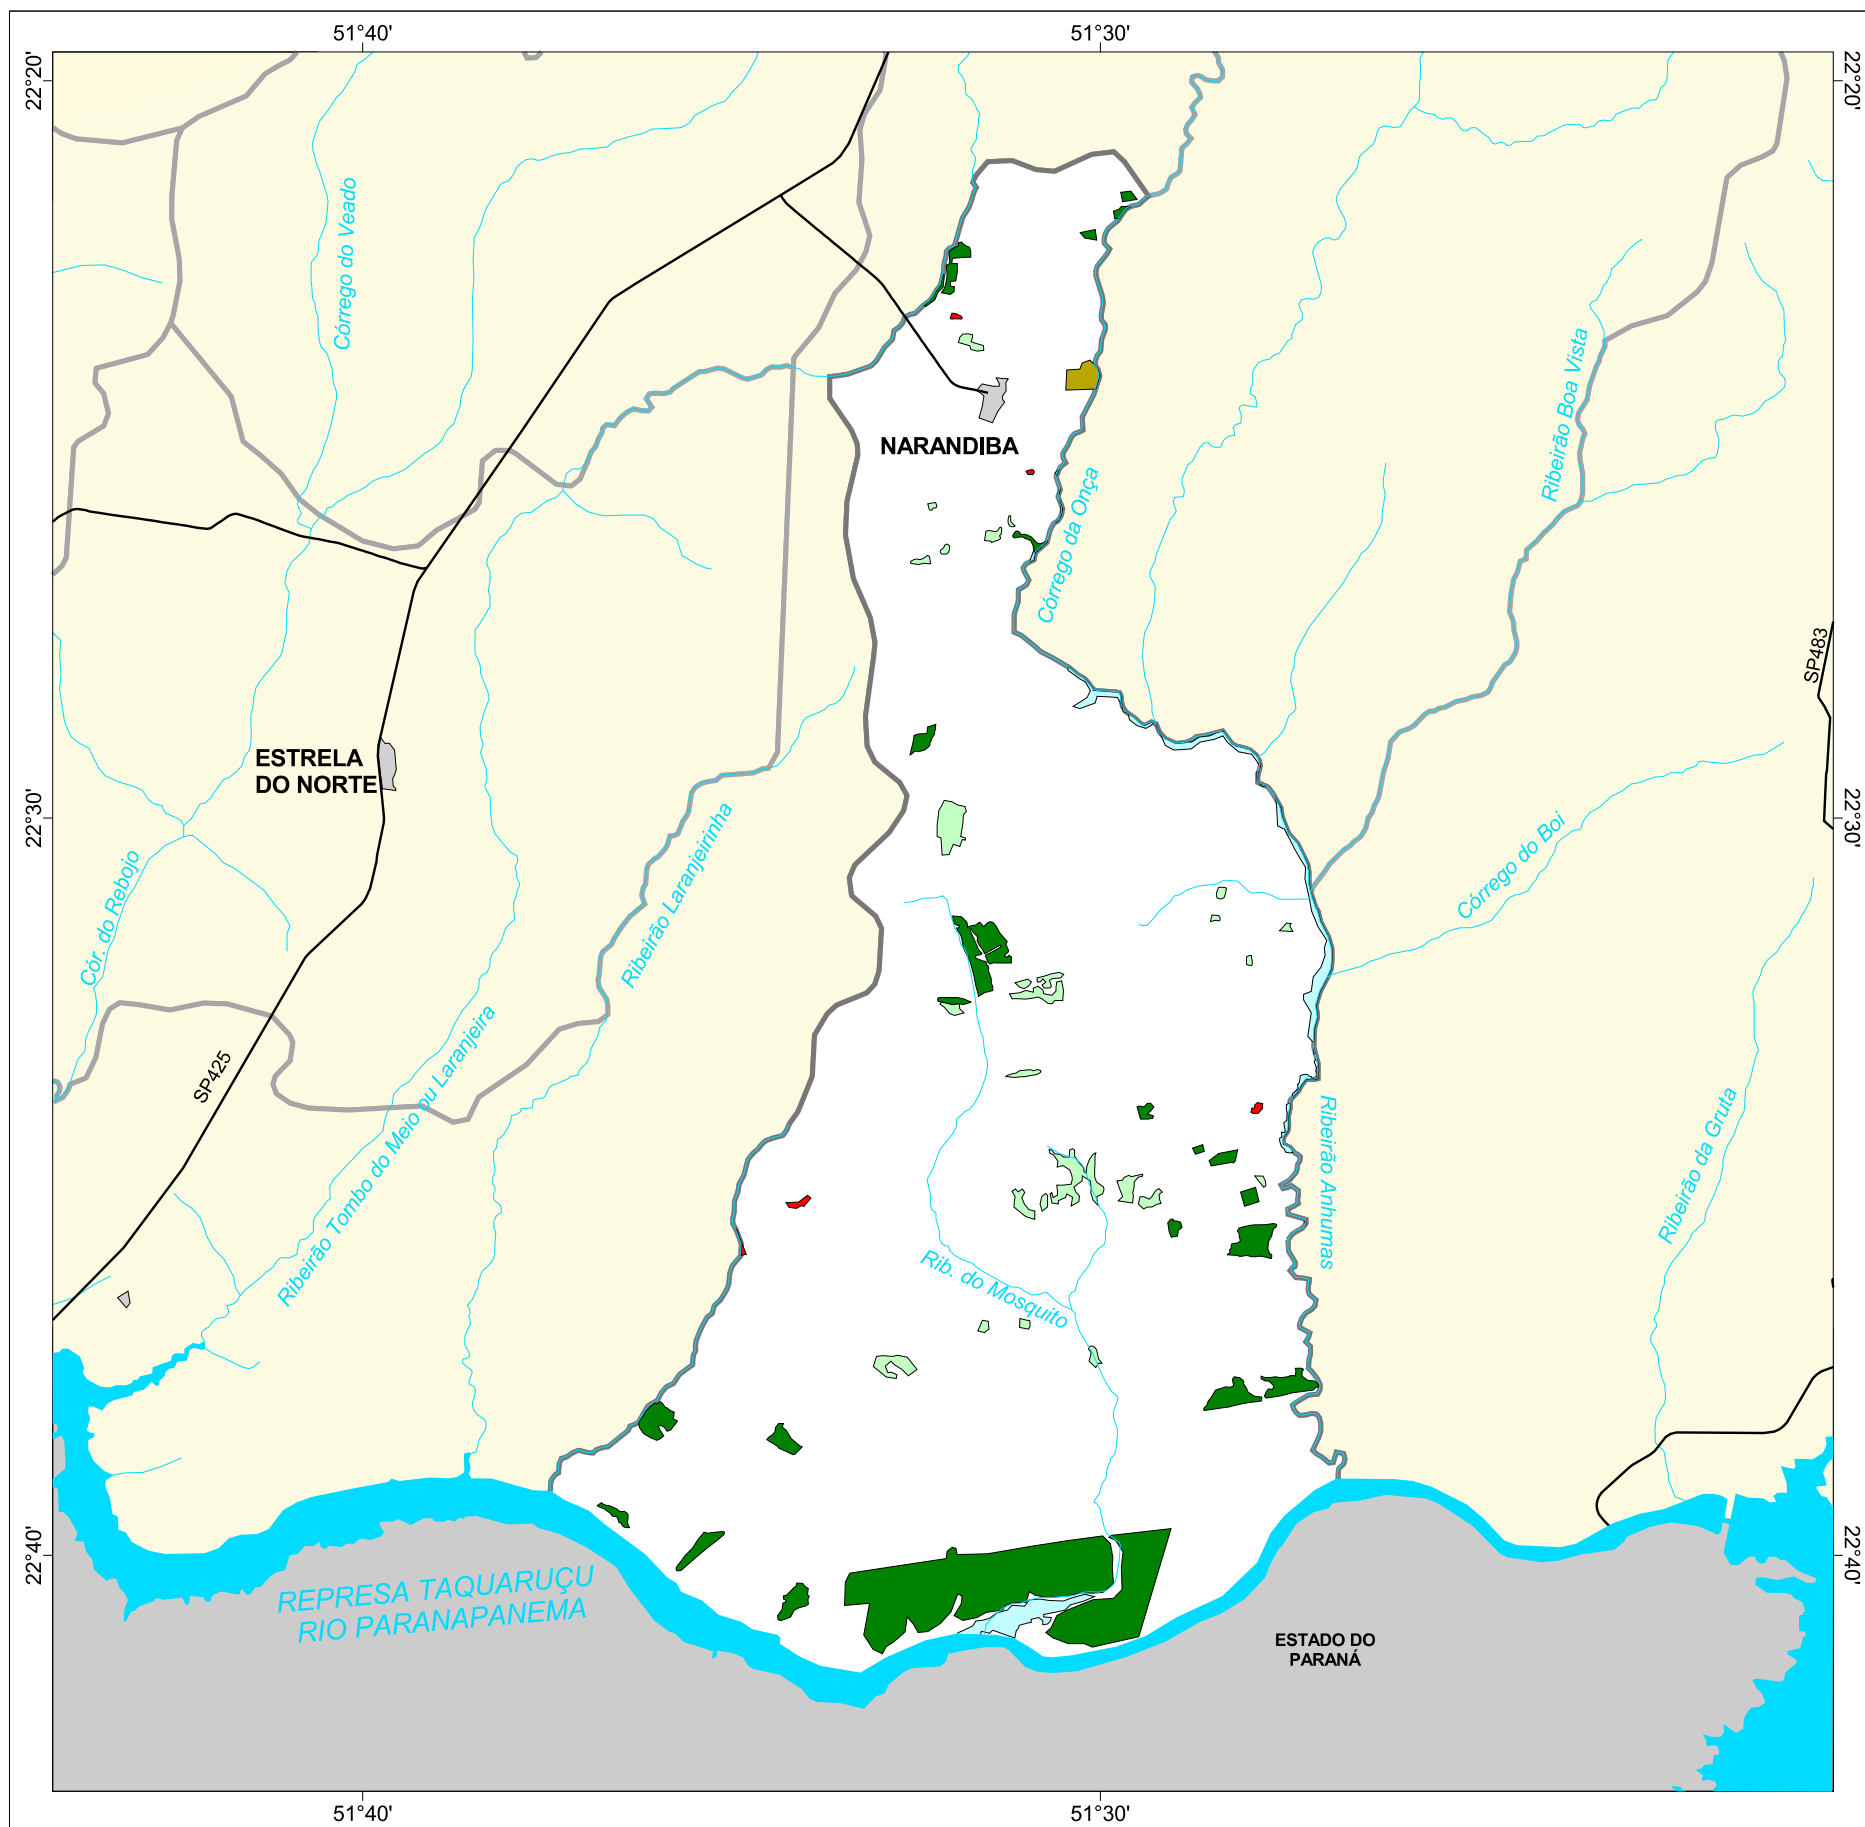 51°40'
51°30'
22°20'
22°20'
Córrego do Veado
Ribeirão Boa Vista
NARANDIBA
Córrego da Onça
SP483
ESTRELA
DO NORTE
22°30'
22°30'
Ribeirão Laranjeirinha
Córrego do Boi
Cór. do Rebojo
Ribeirão Tombo do Meio ou Laranjeira
SP425
Ribeirão Anhumas
Ribeirão da Gruta
Rib. do Mosquito
22°40'
22°40'
REPRESA TAQUARUÇU
RIO PARANAPANEMA
ESTADO DO
PARANÁ
51°40'
51°30'